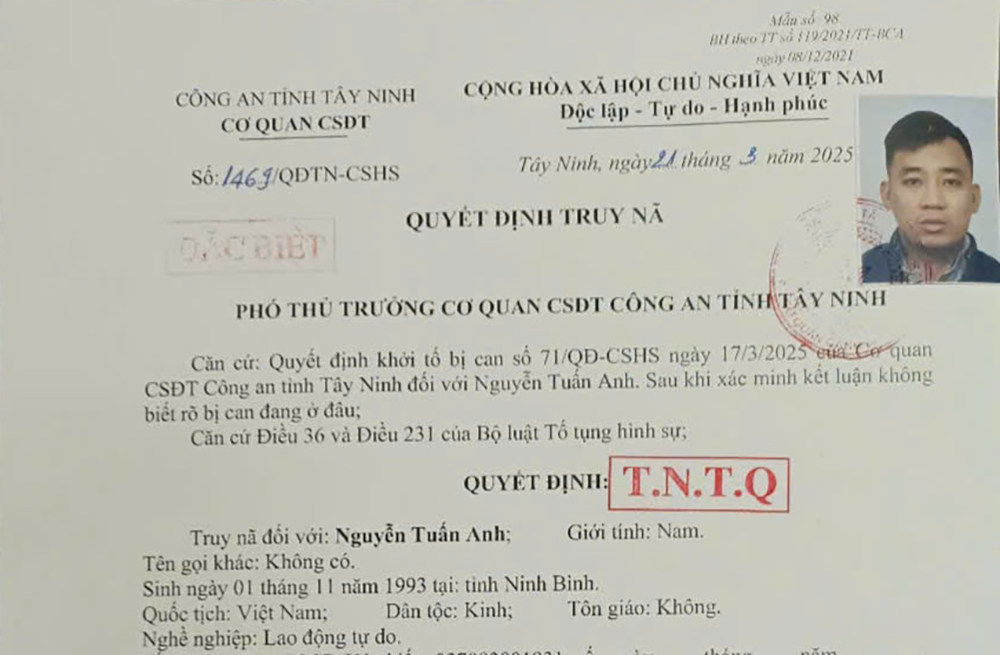 Mẫu số 98
BH theo TT số 119/2021/TT-BCA
ngày 08/12/2021
CÔNG AN TỈNH TÂY NINH
CƠ QUAN CSĐT
CỘNG HÒA XÃ HỘI CHỦ NGHĨA VIỆT NAM
Độc lập - Tự do - Hạnh phúc
Số: 1469/QĐTN-CSHS
Tây Ninh, ngày 21 tháng 3 năm 2025
QUYẾT ĐỊNH TRUY NÃ
ĐẶC BIỆT
PHÓ THỦ TRƯỞNG CƠ QUAN CSĐT CÔNG AN TỈNH TÂY NINH
Căn cứ: Quyết định khởi tố bị can số 71/QĐ-CSHS ngày 17/3/2025 của Cơ quan
CSĐT Công an tỉnh Tây Ninh đối với Nguyễn Tuấn Anh. Sau khi xác minh kết luận không
biết rõ bị can đang ở đâu;
Căn cứ Điều 36 và Điều 231 của Bộ luật Tố tụng hình sự;
QUYẾT ĐỊNH: T.N.T.Q
Truy nã đối với: Nguyễn Tuấn Anh; Giới tính: Nam.
Tên gọi khác: Không có.
Sinh ngày 01 tháng 11 năm 1993 tại: tỉnh Ninh Bình.
Quốc tịch: Việt Nam; Dân tộc: Kinh; Tôn giáo: Không.
Nghề nghiệp: Lao động tự do.
tháng năm